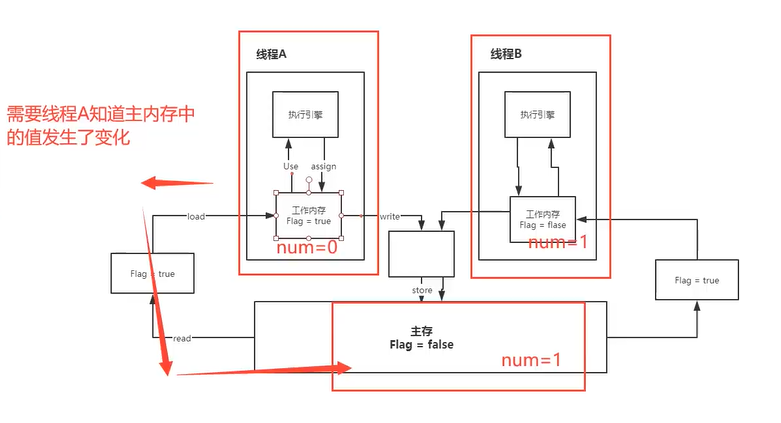 线程A
线程B
需要线程A知道主内存中
的值发生了变化
执行引擎
执行引擎
Use
assign
工作内存
Flag = true
工作内存
Flag = flase
load
write
num=0
num=1
Flag = true
Flag = true
store
read
主存
Flag = false
num=1